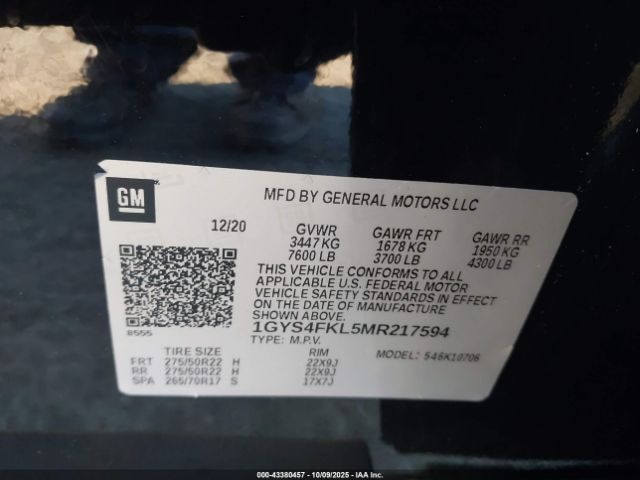 GM
MFD BY GENERAL MOTORS LLC
12/20 GVWR GAWR FRT GAWR RR
3447 KG 1678 KG 1950 KG
7600 LB 3700 LB 4300 LB
THIS VEHICLE CONFORMS TO ALL
APPLICABLE U.S. FEDERAL MOTOR
VEHICLE SAFETY STANDARDS IN EFFECT
ON THE DATE OF MANUFACTURE
SHOWN ABOVE.
8555 1GYS4FKL5MR217594
TYPE: M.P.V. MODEL: 546K10706
TIRE SIZE RIM
FRT 275/50R22 H 22X9J
RR 275/50R22 H 22X9J
SPA 265/70R17 S 17X7J
000-43380457 - 10/09/2025 - IAAI.com